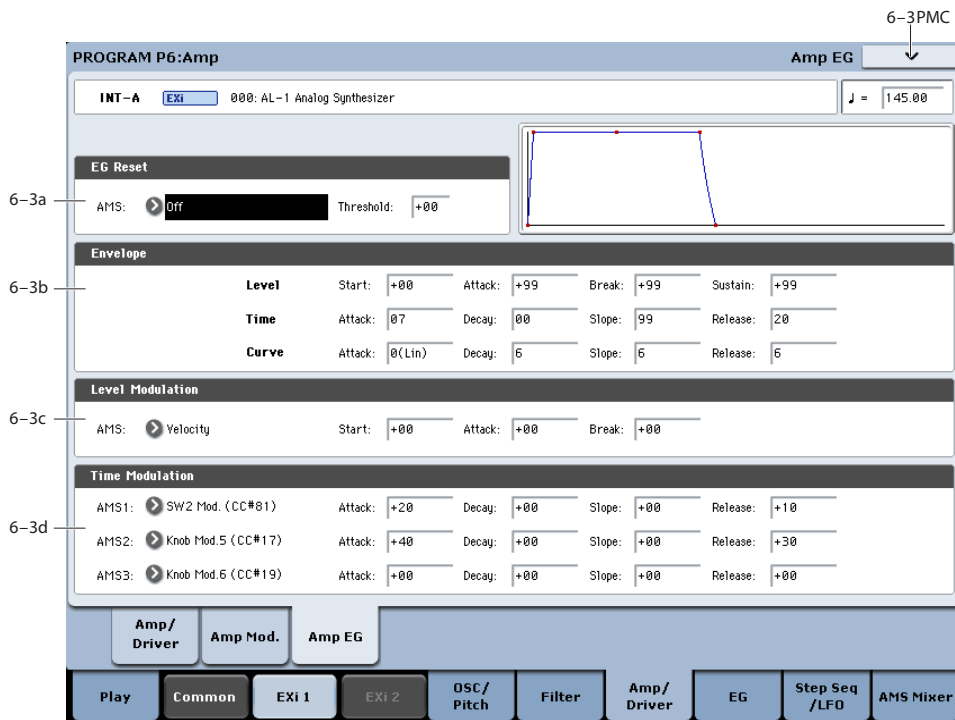 6-3PMC
PROGRAM P6:Amp
Amp EG
INT-A EXi 000: AL-1 Analog Synthesizer
♩ = 145.00
EG Reset
6-3a
AMS: Off Threshold: +00
Envelope
6-3b
Level Start: +00 Attack: +99 Break: +99 Sustain: +99
Time Attack: 07 Decay: 00 Slope: 99 Release: 20
Curve Attack: 0(Lin) Decay: 6 Slope: 6 Release: 6
Level Modulation
6-3c
AMS: Velocity Start: +00 Attack: +00 Break: +00
Time Modulation
AMS1: SW2 Mod. (CC#81) Attack: +20 Decay: +00 Slope: +00 Release: +10
6-3d
AMS2: Knob Mod.5 (CC#17) Attack: +40 Decay: +00 Slope: +00 Release: +30
AMS3: Knob Mod.6 (CC#19) Attack: +00 Decay: +00 Slope: +00 Release: +00
Amp/
Driver
Amp Mod.
Amp EG
Play
Common
EXi 1
EXi 2
OSC/
Pitch
Filter
Amp/
Driver
EG
Step Seq
/LFO
AMS Mixer